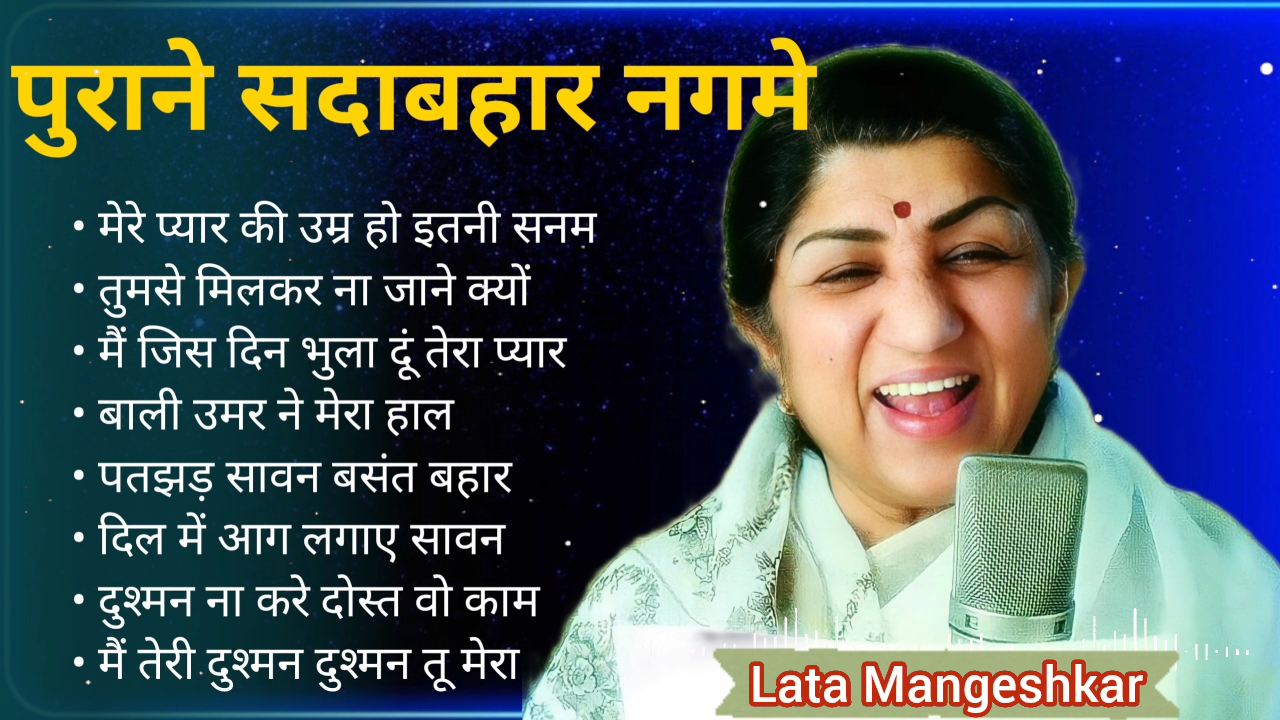 पुराने सदाबहार नगमे
• मेरे प्यार की उम्र हो इतनी सनम
• तुमसे मिलकर ना जाने क्यों
• मैं जिस दिन भुला दूं तेरा प्यार
• बाली उमर ने मेरा हाल
• पतझड़ सावन बसंत बहार
• दिल में आग लगाए सावन
• दुश्मन ना करे दोस्त वो काम
• मैं तेरी दुश्मन दुश्मन तू मेरा
Lata Mangeshkar